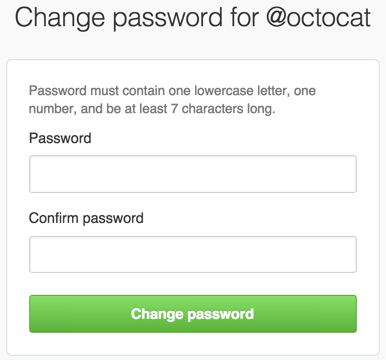 Change password for @octocat
Password must contain one lowercase letter, one
number, and be at least 7 characters long.
Password
Confirm password
Change password